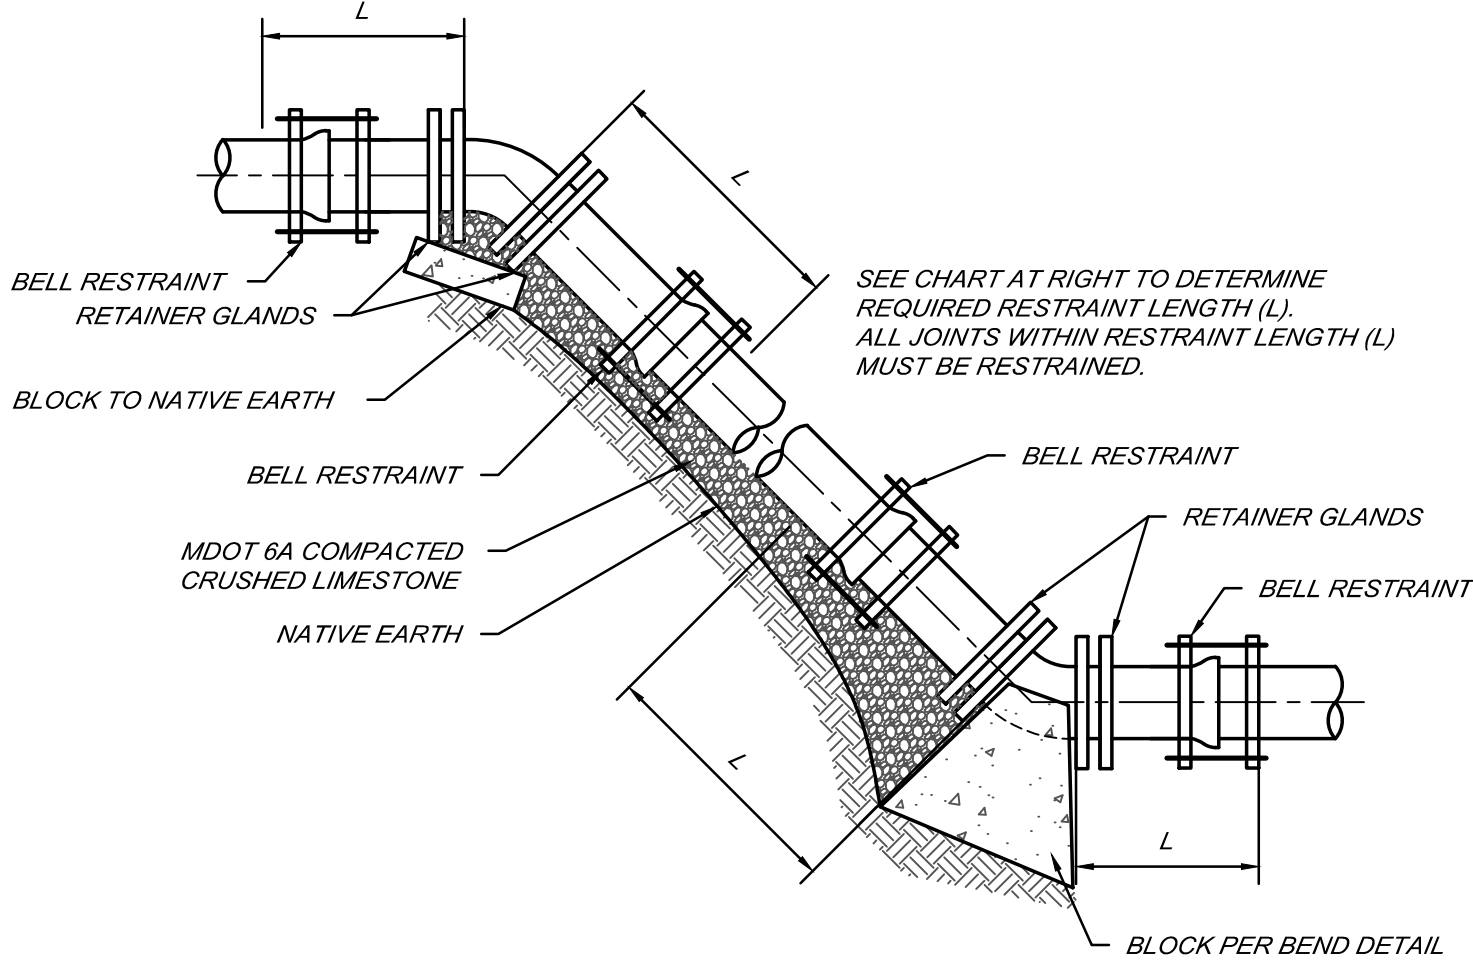 L
L
BELL RESTRAINT
RETAINER GLANDS
SEE CHART AT RIGHT TO DETERMINE
REQUIRED RESTRAINT LENGTH (L).
ALL JOINTS WITHIN RESTRAINT LENGTH (L)
MUST BE RESTRAINED.
BLOCK TO NATIVE EARTH
BELL RESTRAINT
BELL RESTRAINT
RETAINER GLANDS
MDOT 6A COMPACTED
CRUSHED LIMESTONE
BELL RESTRAINT
NATIVE EARTH
L
L
BLOCK PER BEND DETAIL